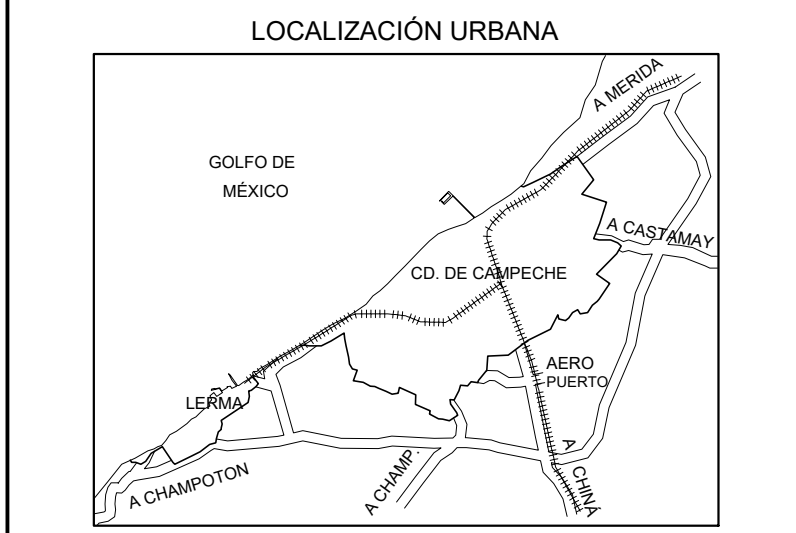 LOCALIZACIÓN URBANA
A MERIDA
GOLFO DE
MÉXICO
A CASTAMAY
CD. DE CAMPECHE
AERO
PUERTO
LERMA
A CHAMPOTON
A CHAMP.
A CHINÁ